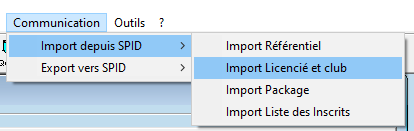 Communication Outils ?
Import depuis SPID > Import Référentiel
Export vers SPID > Import Licencié et club
Import Package
Import Liste des Inscrits